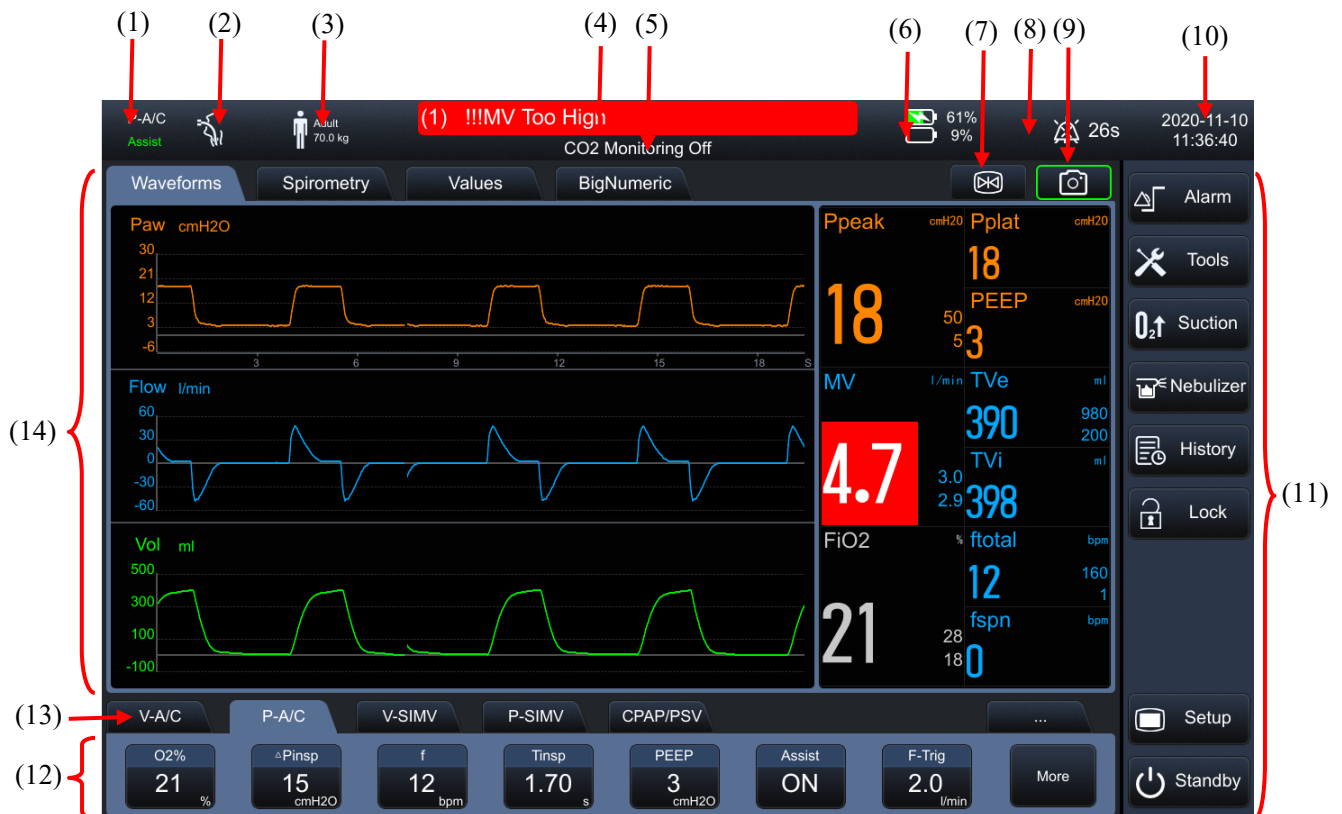 (1) (2) (3) (4) (5) (6) (7) (8) (9) (10)
P-A/C
Assist
Adult
70.0 kg
(1) !!!MV Too High
CO2 Monitoring Off
61%
9%
26s
2020-11-10
11:36:40
Waveforms Spirometry Values BigNumeric
Paw cmH2O
30
21
12
3
-6
3 6 9 12 15 18 S
Flow l/min
60
30
0
-30
-60
Vol ml
500
300
100
-100
Ppeak cmH2O
18
50
5
Pplat cmH2O
18
PEEP cmH2O
3
MV l/min
4.7
3.0
2.9
TVe ml
390
980
200
TVi ml
398
FiO2 %
21
28
18
ftotal bpm
12
160
1
fspn bpm
0
Alarm
Tools
O2 Suction
Nebulizer
History
Lock
Setup
Standby
(11)
(14)
(13)
V-A/C P-A/C V-SIMV P-SIMV CPAP/PSV ...
(12)
O2%
21
%
△Pinsp
15
cmH2O
f
12
bpm
Tinsp
1.70
s
PEEP
3
cmH2O
Assist
ON
F-Trig
2.0
l/min
More